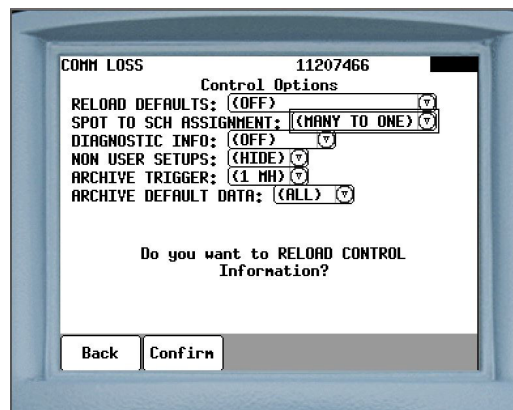 COMM LOSS 11207466
Control Options
RELOAD DEFAULTS: (OFF)
SPOT TO SCH ASSIGNMENT: (MANY TO ONE)
DIAGNOSTIC INFO: (OFF)
NON USER SETUPS: (HIDE)
ARCHIVE TRIGGER: (1 MH)
ARCHIVE DEFAULT DATA: (ALL)
Do you want to RELOAD CONTROL
Information?
Back Confirm